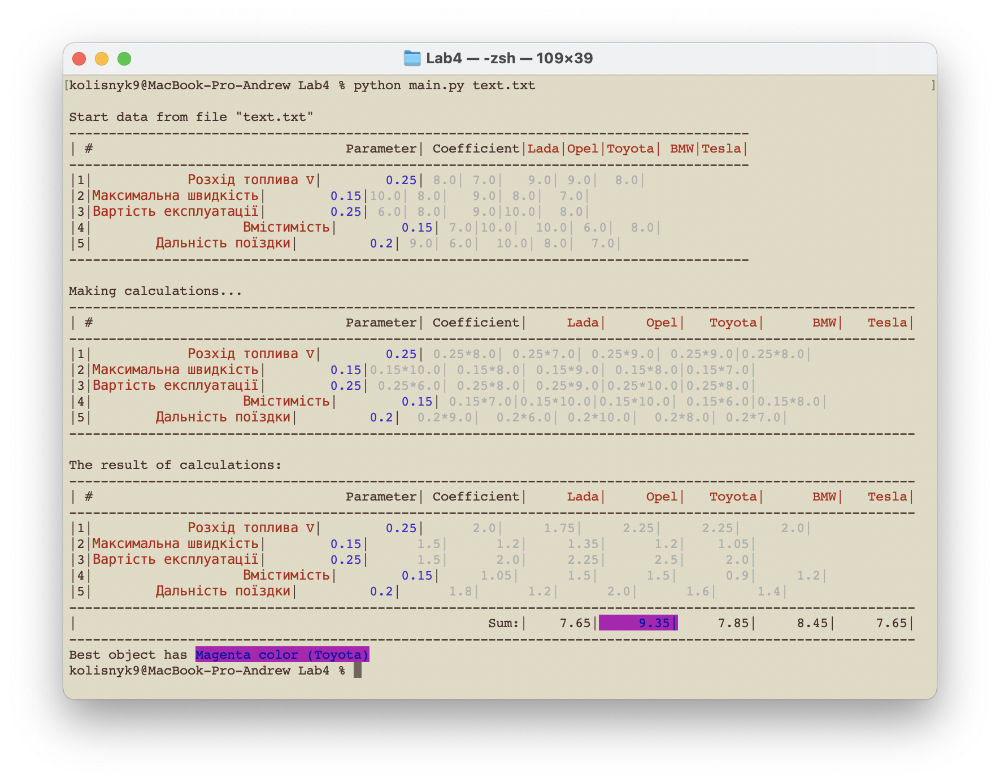 Lab4 — -zsh — 109×39
[kolisnyk9@MacBook-Pro-Andrew Lab4 % python main.py text.txt ]
Start data from file "text.txt"
--------------------------------------------------------------------------------------
| # Parameter| Coefficient|Lada|Opel|Toyota| BMW|Tesla|
--------------------------------------------------------------------------------------
|1| Розхід топлива v| 0.25| 8.0| 7.0| 9.0| 9.0| 8.0|
|2|Максимальна швидкість| 0.15|10.0| 8.0| 9.0| 8.0| 7.0|
|3|Вартість експлуатації| 0.25| 6.0| 8.0| 9.0|10.0| 8.0|
|4| Вмістимість| 0.15| 7.0|10.0| 10.0| 6.0| 8.0|
|5| Дальність поїздки| 0.2| 9.0| 6.0| 10.0| 8.0| 7.0|
--------------------------------------------------------------------------------------
Making calculations...
-----------------------------------------------------------------------------------------------------------
| # Parameter| Coefficient| Lada| Opel| Toyota| BMW| Tesla|
-----------------------------------------------------------------------------------------------------------
|1| Розхід топлива v| 0.25| 0.25*8.0| 0.25*7.0| 0.25*9.0| 0.25*9.0|0.25*8.0|
|2|Максимальна швидкість| 0.15|0.15*10.0| 0.15*8.0| 0.15*9.0| 0.15*8.0|0.15*7.0|
|3|Вартість експлуатації| 0.25| 0.25*6.0| 0.25*8.0| 0.25*9.0|0.25*10.0|0.25*8.0|
|4| Вмістимість| 0.15| 0.15*7.0|0.15*10.0|0.15*10.0| 0.15*6.0|0.15*8.0|
|5| Дальність поїздки| 0.2| 0.2*9.0| 0.2*6.0| 0.2*10.0| 0.2*8.0| 0.2*7.0|
-----------------------------------------------------------------------------------------------------------
The result of calculations:
-----------------------------------------------------------------------------------------------------------
| # Parameter| Coefficient| Lada| Opel| Toyota| BMW| Tesla|
-----------------------------------------------------------------------------------------------------------
|1| Розхід топлива v| 0.25| 2.0| 1.75| 2.25| 2.25| 2.0|
|2|Максимальна швидкість| 0.15| 1.5| 1.2| 1.35| 1.2| 1.05|
|3|Вартість експлуатації| 0.25| 1.5| 2.0| 2.25| 2.5| 2.0|
|4| Вмістимість| 0.15| 1.05| 1.5| 1.5| 0.9| 1.2|
|5| Дальність поїздки| 0.2| 1.8| 1.2| 2.0| 1.6| 1.4|
-----------------------------------------------------------------------------------------------------------
| Sum:| 7.65| 9.35| 7.85| 8.45| 7.65|
-----------------------------------------------------------------------------------------------------------
Best object has Magenta color (Toyota)
kolisnyk9@MacBook-Pro-Andrew Lab4 %